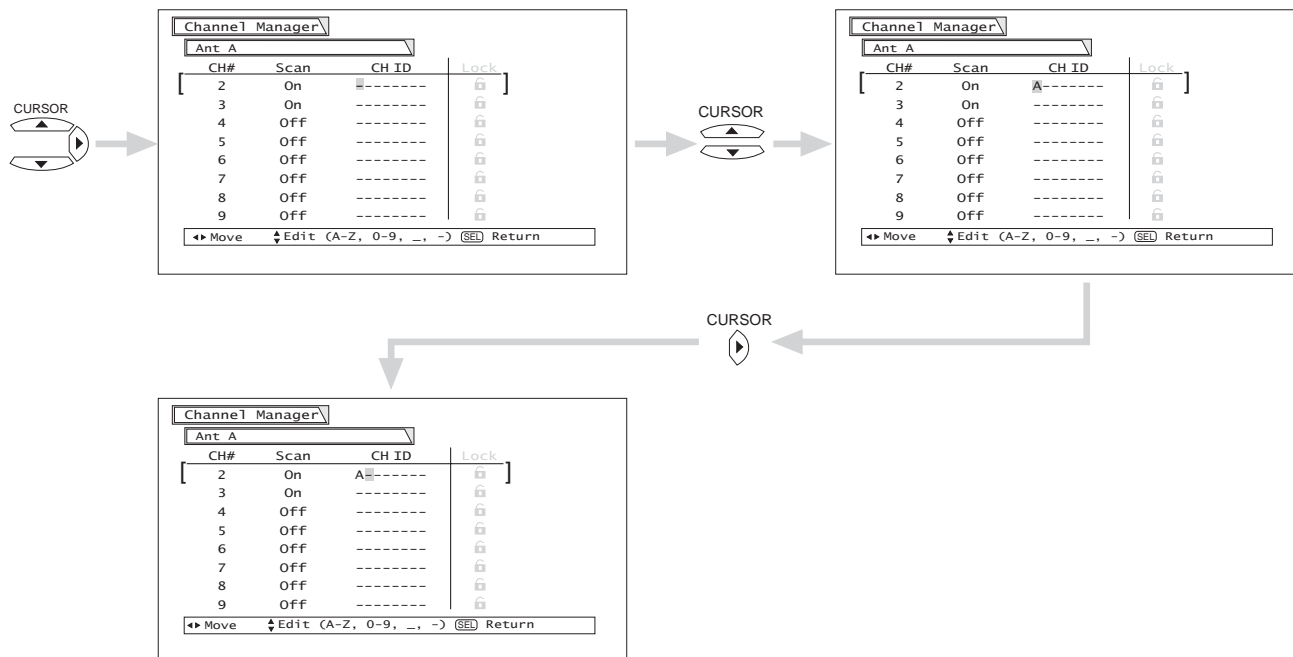 CURSOR
Channel Manager
Ant A
CH# Scan CH ID Lock
[ 2 On -------- ]
3 On --------
4 Off --------
5 Off --------
6 Off --------
7 Off --------
8 Off --------
9 Off --------
Move Edit (A-Z, 0-9, _, -) SEL Return
CURSOR
Channel Manager
Ant A
CH# Scan CH ID Lock
[ 2 On A------- ]
3 On --------
4 Off --------
5 Off --------
6 Off --------
7 Off --------
8 Off --------
9 Off --------
Move Edit (A-Z, 0-9, _, -) SEL Return
CURSOR
Channel Manager
Ant A
CH# Scan CH ID Lock
[ 2 On A------- ]
3 On --------
4 Off --------
5 Off --------
6 Off --------
7 Off --------
8 Off --------
9 Off --------
Move Edit (A-Z, 0-9, _, -) SEL Return